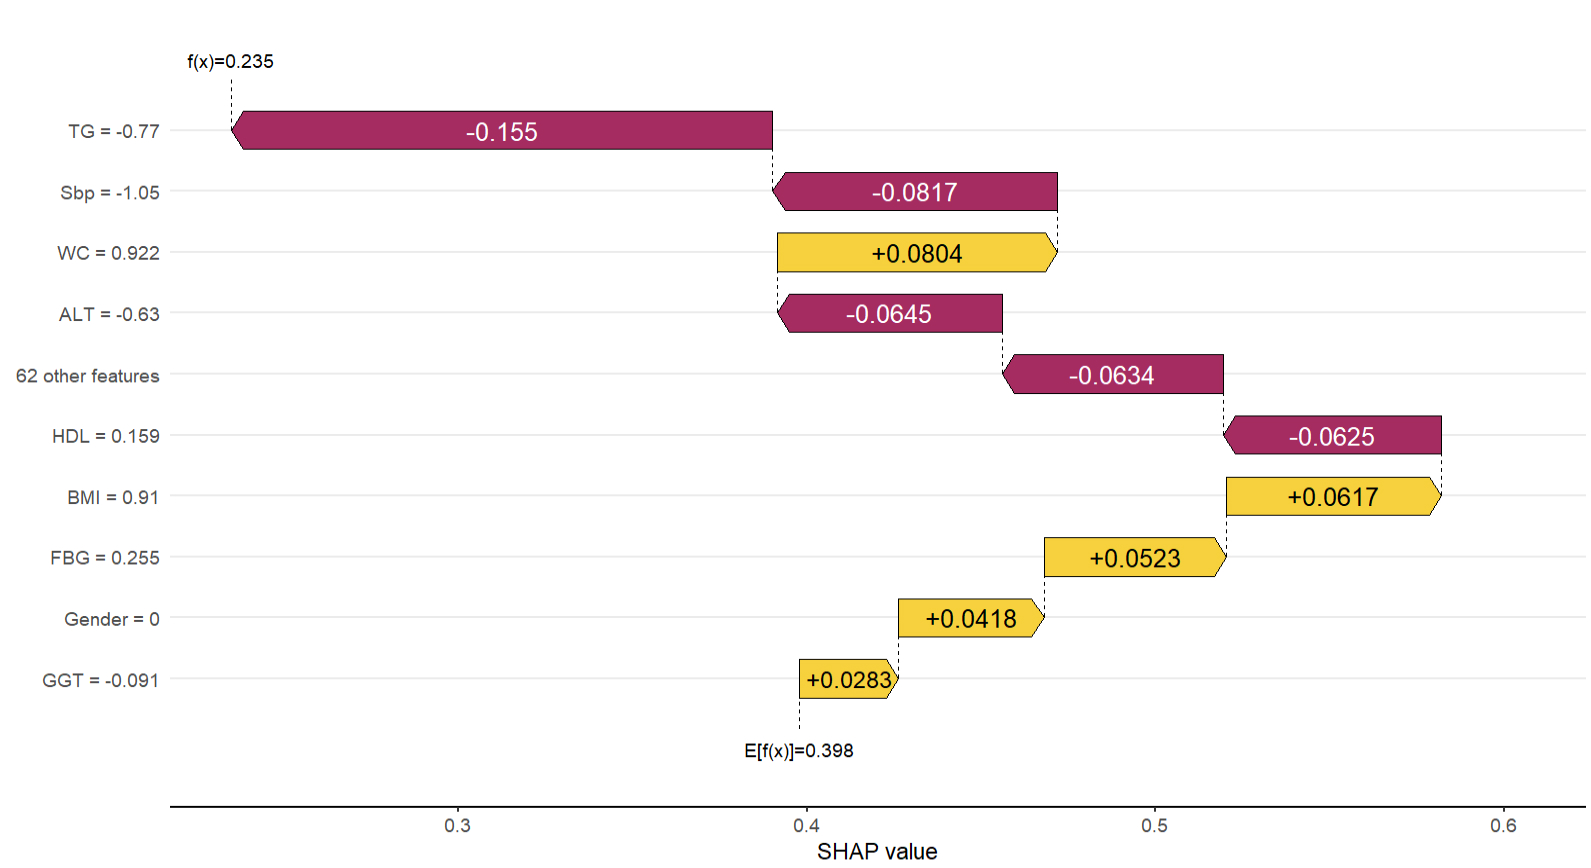 f(x)=0.235
TG = -0.77
-0.155
Sbp = -1.05
-0.0817
WC = 0.922
+0.0804
ALT = -0.63
-0.0645
62 other features
-0.0634
HDL = 0.159
-0.0625
BMI = 0.91
+0.0617
FBG = 0.255
+0.0523
Gender = 0
+0.0418
GGT = -0.091
+0.0283
E[f(x)]=0.398
0.3 0.4 0.5 0.6
SHAP value